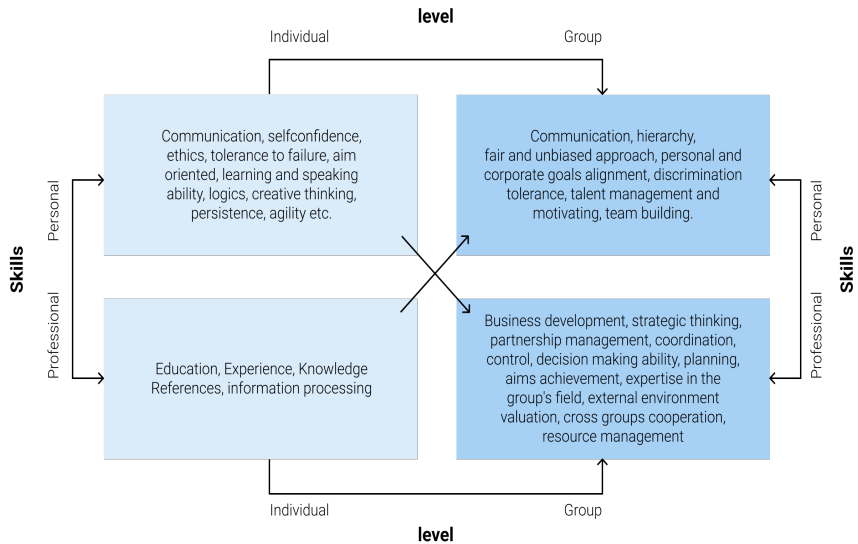 level
Individual
Group
Communication, selfconfidence,
ethics, tolerance to failure, aim
oriented, learning and speaking
ability, logics, creative thinking,
persistence, agility etc.
Communication, hierarchy,
fair and unbiased approach, personal and
corporate goals alignment, discrimination
tolerance, talent management and
motivating, team building.
Personal
Professional
Skills
Personal
Professional
Skills
Education, Experience, Knowledge
References, information processing
Business development, strategic thinking,
partnership management, coordination,
control, decision making ability, planning,
aims achievement, expertise in the
group's field, external environment
valuation, cross groups cooperation,
resource management
Individual
Group
level